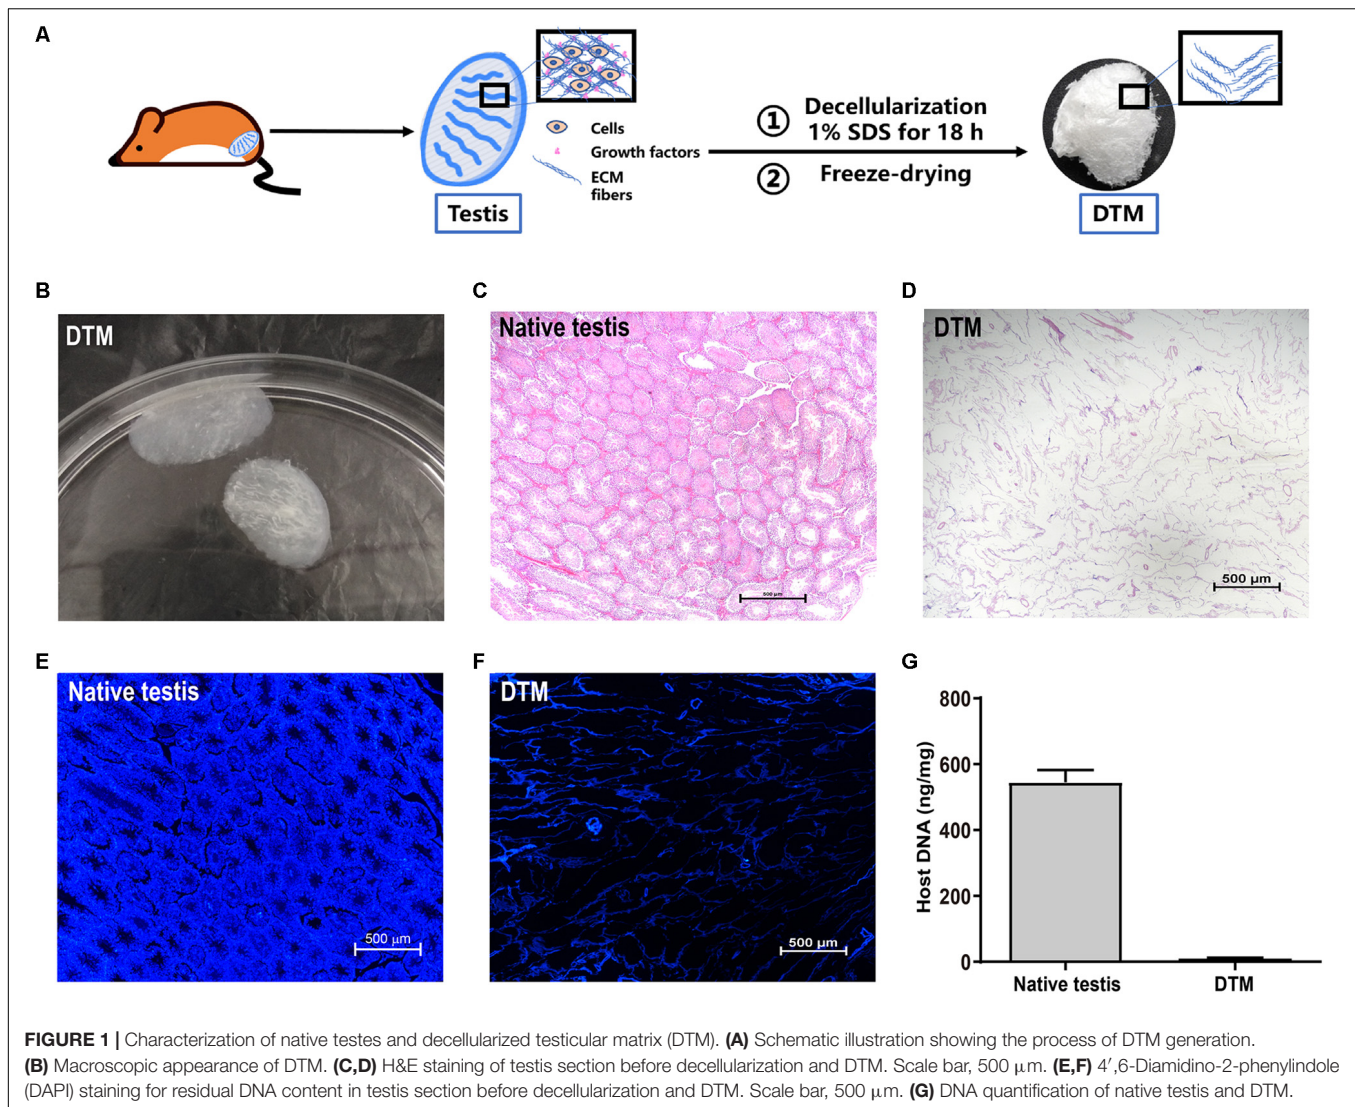 A
Cells
Growth factors
ECM
fibers
Testis
① Decellularization
1% SDS for 18 h
② Freeze-drying
DTM
B
DTM
C
Native testis
500 μm
D
DTM
500 μm
E
Native testis
500 μm
F
DTM
500 μm
G
Host DNA (ng/mg)
800
600
400
200
0
Native testis
DTM
FIGURE 1 | Characterization of native testes and decellularized testicular matrix (DTM). (A) Schematic illustration showing the process of DTM generation.
(B) Macroscopic appearance of DTM. (C,D) H&E staining of testis section before decellularization and DTM. Scale bar, 500 μm. (E,F) 4′,6-Diamidino-2-phenylindole
(DAPI) staining for residual DNA content in testis section before decellularization and DTM. Scale bar, 500 μm. (G) DNA quantification of native testis and DTM.